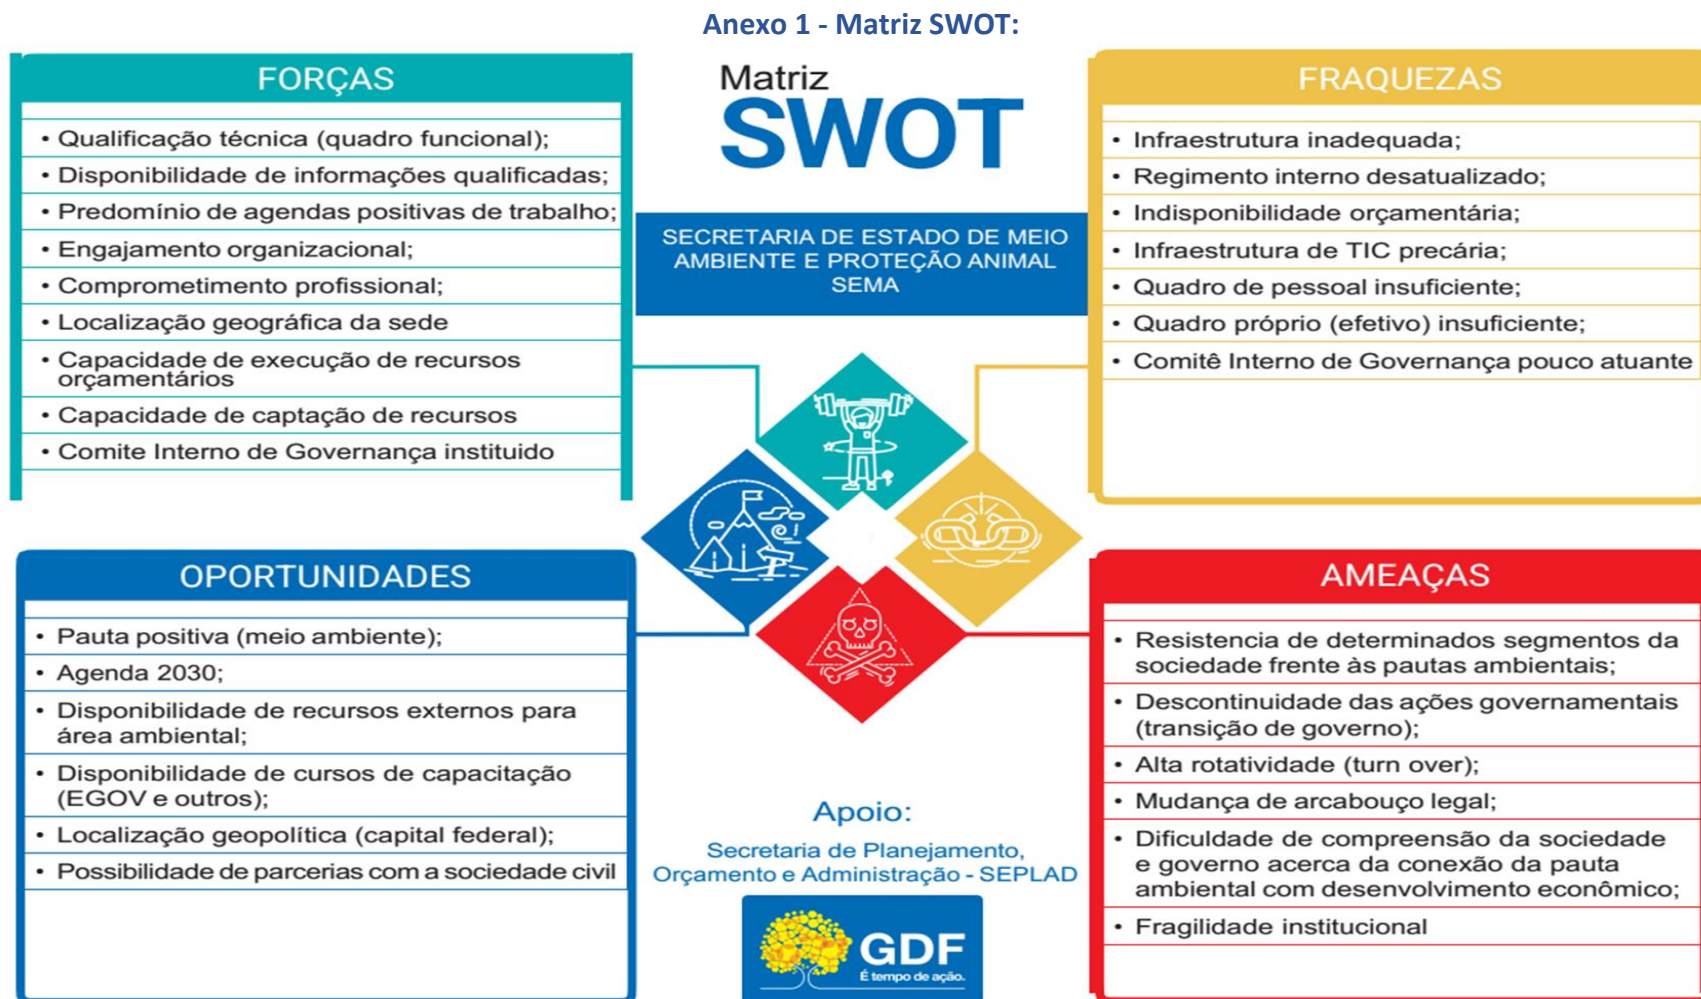 Anexo 1 - Matriz SWOT:
FORÇAS
• Qualificação técnica (quadro funcional);
• Disponibilidade de informações qualificadas;
• Predomínio de agendas positivas de trabalho;
• Engajamento organizacional;
• Comprometimento profissional;
• Localização geográfica da sede
• Capacidade de execução de recursos
orçamentários
• Capacidade de captação de recursos
• Comite Interno de Governança instituido
Matriz
SWOT
SECRETARIA DE ESTADO DE MEIO
AMBIENTE E PROTEÇÃO ANIMAL
SEMA
FRAQUEZAS
• Infraestrutura inadequada;
• Regimento interno desatualizado;
• Indisponibilidade orçamentária;
• Infraestrutura de TIC precária;
• Quadro de pessoal insuficiente;
• Quadro próprio (efetivo) insuficiente;
• Comitê Interno de Governança pouco atuante
OPORTUNIDADES
• Pauta positiva (meio ambiente);
• Agenda 2030;
• Disponibilidade de recursos externos para
área ambiental;
• Disponibilidade de cursos de capacitação
(EGOV e outros);
• Localização geopolítica (capital federal);
• Possibilidade de parcerias com a sociedade civil
Apoio:
Secretaria de Planejamento,
Orçamento e Administração - SEPLAD
GDF
É tempo de ação.
AMEAÇAS
• Resistencia de determinados segmentos da
sociedade frente às pautas ambientais;
• Descontinuidade das ações governamentais
(transição de governo);
• Alta rotatividade (turn over);
• Mudança de arcabouço legal;
• Dificuldade de compreensão da sociedade
e governo acerca da conexão da pauta
ambiental com desenvolvimento econômico;
• Fragilidade institucional